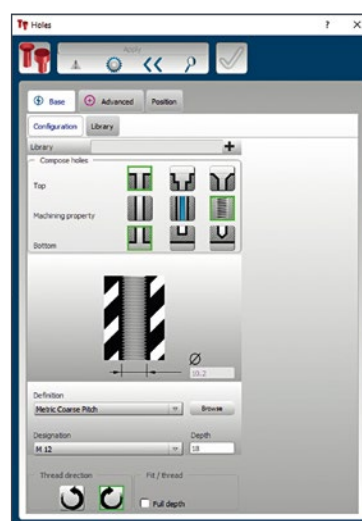 Holes
?
Apply
Base
Advanced
Position
Configuration
Library
Library
Compose holes
Top
Machining property
Bottom
Ø
10.2
Definition
Metric Coarse Pitch
Browse
Designation
Depth
M 12
18
Thread direction
Fit / thread
Full depth